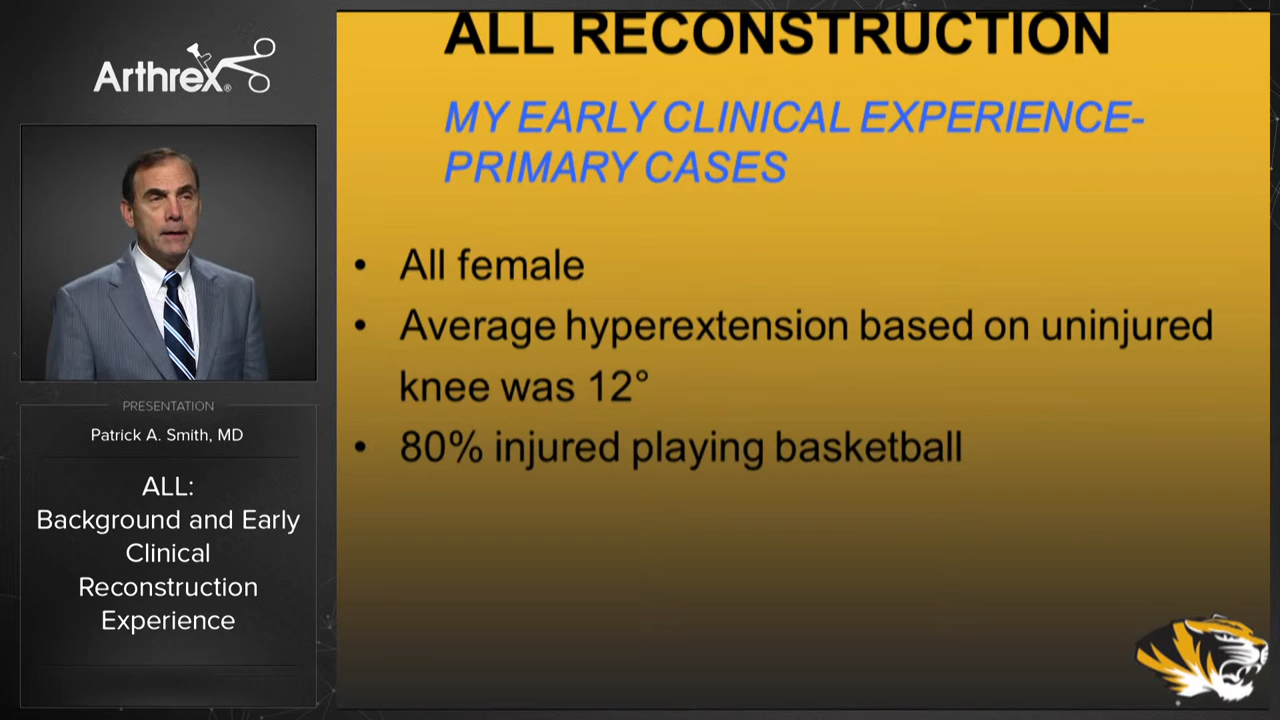 Arthrex®
PRESENTATION
Patrick A. Smith, MD
ALL:
Background and Early
Clinical
Reconstruction
Experience
ALL RECONSTRUCTION
MY EARLY CLINICAL EXPERIENCE-
PRIMARY CASES
• All female
• Average hyperextension based on uninjured
knee was 12°
• 80% injured playing basketball